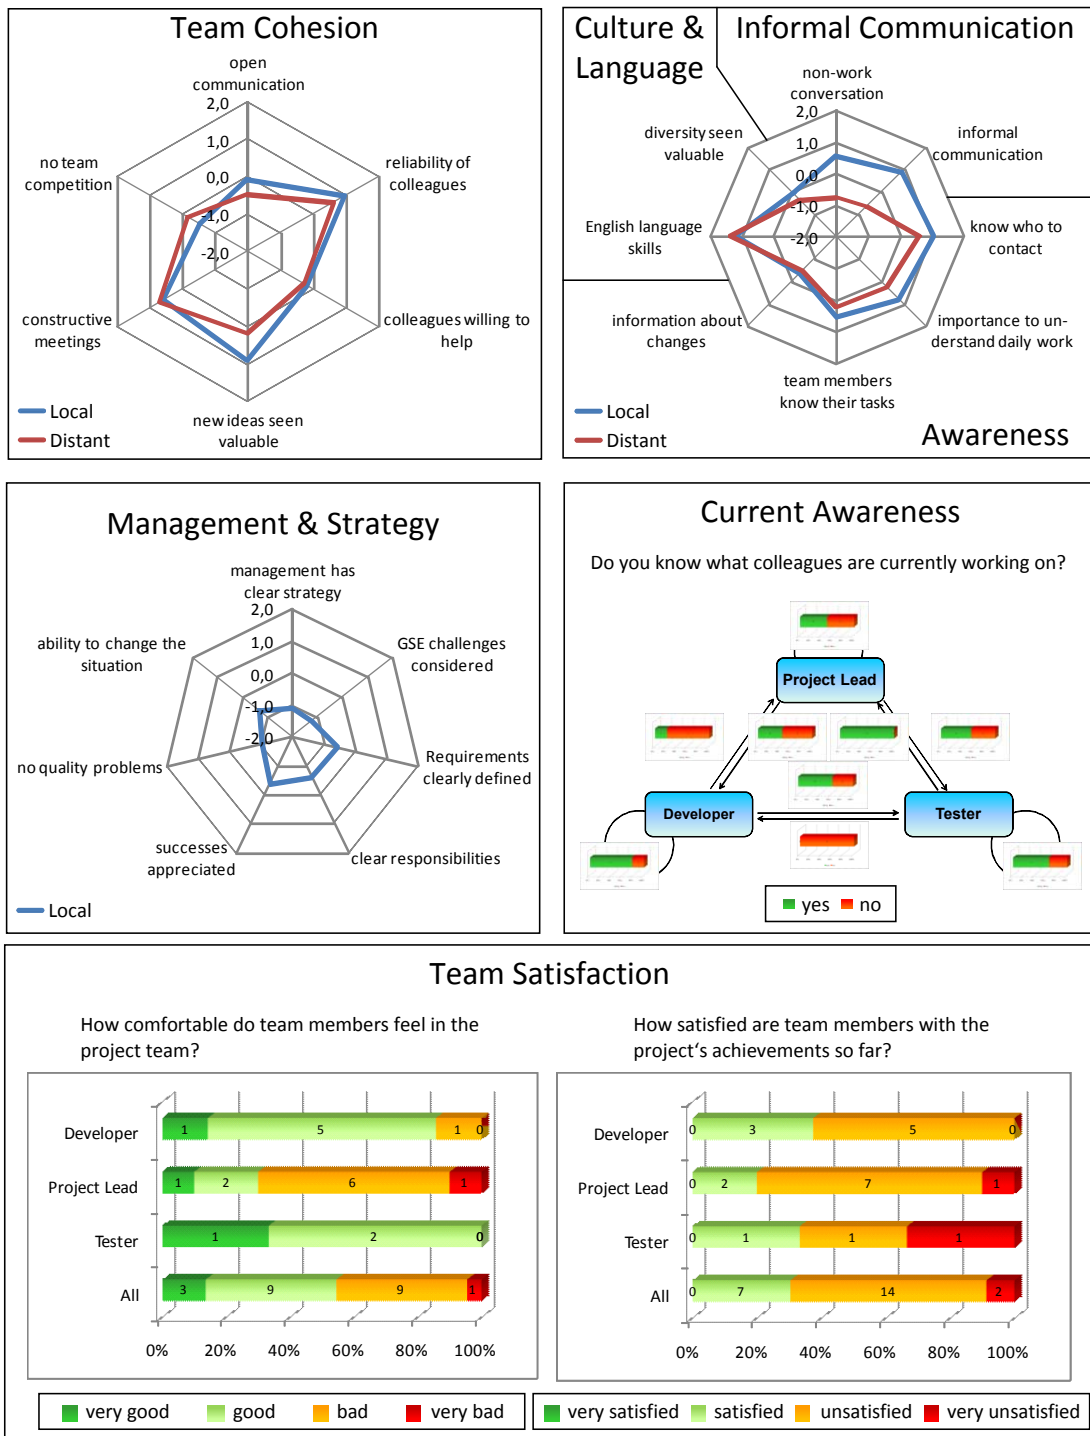 Team Cohesion
open
communication
2,0
1,0
0,0
-1,0
-2,0
no team
competition
reliability of
colleagues
constructive
meetings
colleagues willing to
help
new ideas seen
valuable
Local
Distant
Culture &
Language
Informal Communication
non-work
conversation
2,0
1,0
0,0
-1,0
-2,0
diversity seen
valuable
informal
communication
English language
skills
know who to
contact
information about
changes
importance to un-
derstand daily work
team members
know their tasks
Local
Distant
Awareness
Management & Strategy
management has
clear strategy
2,0
1,0
0,0
-1,0
-2,0
ability to change the
situation
GSE challenges
considered
no quality problems
Requirements
clearly defined
successes
appreciated
clear responsibilities
Local
Current Awareness
Do you know what colleagues are currently working on?
Project Lead
Developer
Tester
yes no
Team Satisfaction
How comfortable do team members feel in the
project team?
Developer 1 5 1 0
Project Lead 1 2 6 1
Tester 1 2 0
All 3 9 9 1
0% 20% 40% 60% 80% 100%
very good good bad very bad
How satisfied are team members with the
project's achievements so far?
Developer 0 3 5 0
Project Lead 0 2 7 1
Tester 0 1 1 1
All 0 7 14 2
0% 20% 40% 60% 80% 100%
very satisfied satisfied unsatisfied very unsatisfied